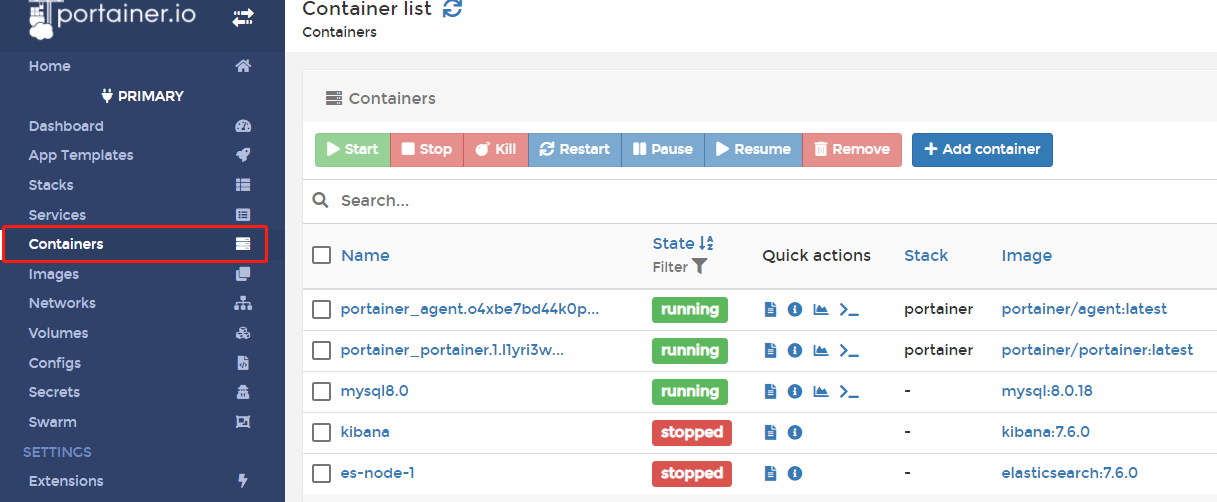 portainer.io
Home
PRIMARY
Dashboard
App Templates
Stacks
Services
Containers
Images
Networks
Volumes
Configs
Secrets
Swarm
SETTINGS
Extensions
Container list
Containers
Containers
Start Stop Kill Restart Pause Resume Remove Add container
Search...
Name State Filter Quick actions Stack Image
portainer_agent.o4xbe7bd44k0p... running portainer portainer/agent:latest
portainer_portainer.1.l1yri3w... running portainer portainer/portainer:latest
mysql8.0 running - mysql:8.0.18
kibana stopped - kibana:7.6.0
es-node-1 stopped - elasticsearch:7.6.0